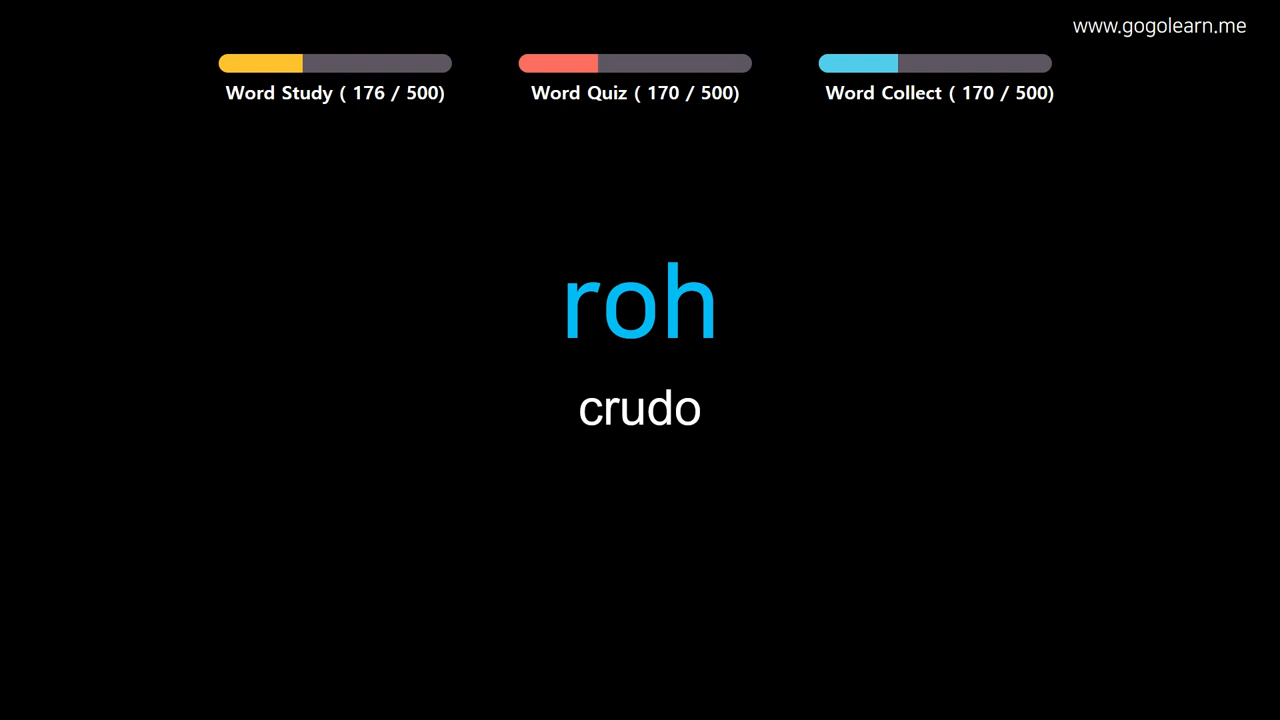 www.gogolearn.me
Word Study ( 176 / 500)
Word Quiz ( 170 / 500)
Word Collect ( 170 / 500)
roh
crudo